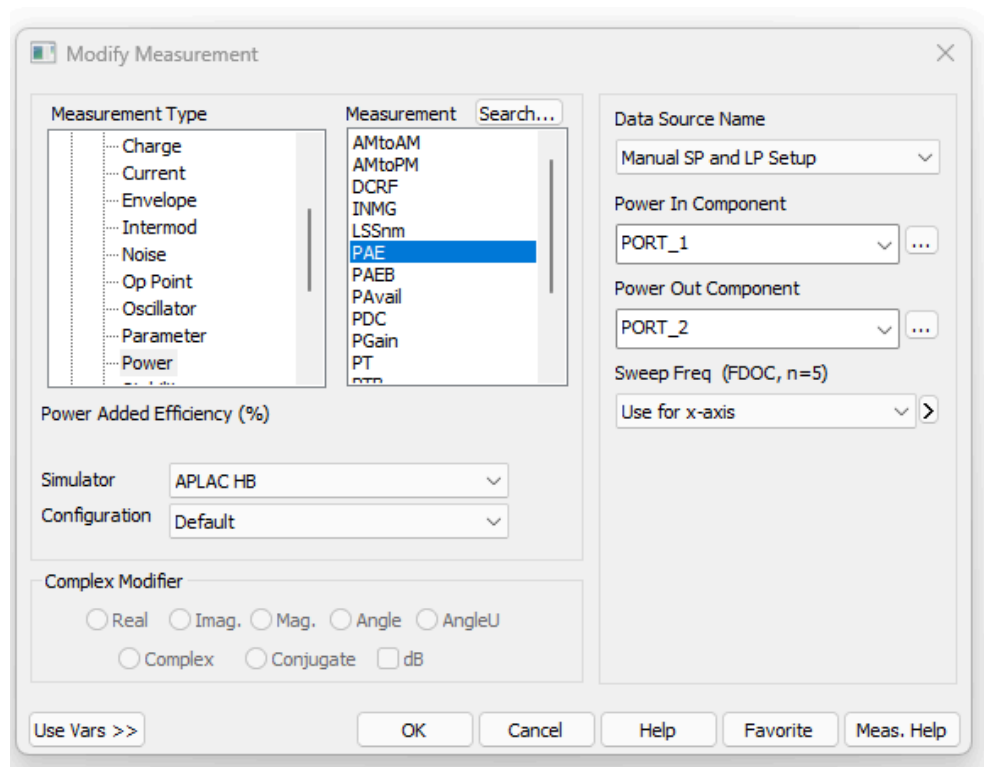 Modify Measurement
Measurement Type
Charge
Current
Envelope
Intermod
Noise
Op Point
Oscillator
Parameter
Power
Measurement Search...
AMtoAM
AMtoPM
DCRF
INMG
LSSnm
PAE
PAEB
PAvail
PDC
PGain
PT
Power Added Efficiency (%)
Simulator APLAC HB
Configuration Default
Complex Modifier
Real Imag. Mag. Angle AngleU
Complex Conjugate dB
Data Source Name
Manual SP and LP Setup
Power In Component
PORT_1 ...
Power Out Component
PORT_2 ...
Sweep Freq (FDOC, n=5)
Use for x-axis >
Use Vars >> OK Cancel Help Favorite Meas. Help